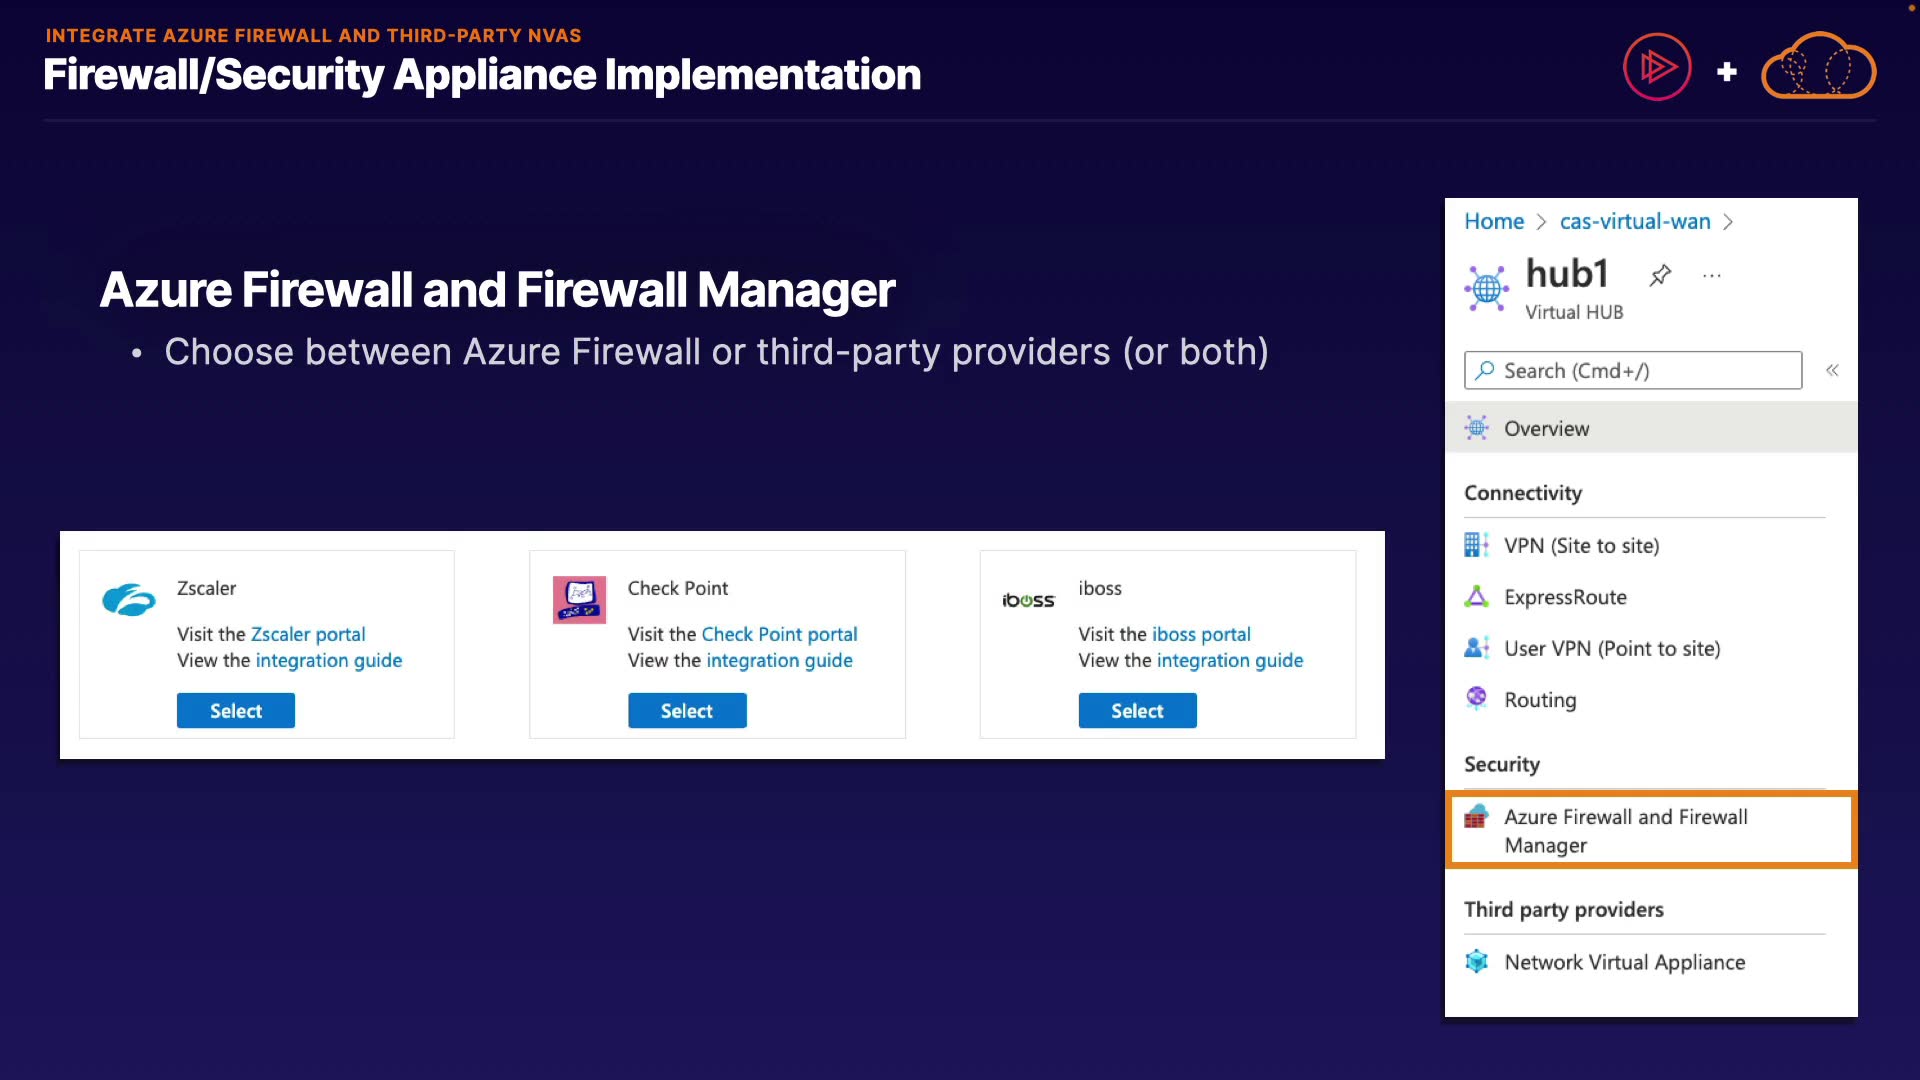 INTEGRATE AZURE FIREWALL AND THIRD-PARTY NVAS
Firewall/Security Appliance Implementation
Azure Firewall and Firewall Manager
• Choose between Azure Firewall or third-party providers (or both)
Zscaler
Visit the Zscaler portal
View the integration guide
Select
Check Point
Visit the Check Point portal
View the integration guide
Select
iboss
iboss
Visit the iboss portal
View the integration guide
Select
Home > cas-virtual-wan >
hub1
Virtual HUB
Search (Cmd+/)
Overview
Connectivity
VPN (Site to site)
ExpressRoute
User VPN (Point to site)
Routing
Security
Azure Firewall and Firewall
Manager
Third party providers
Network Virtual Appliance